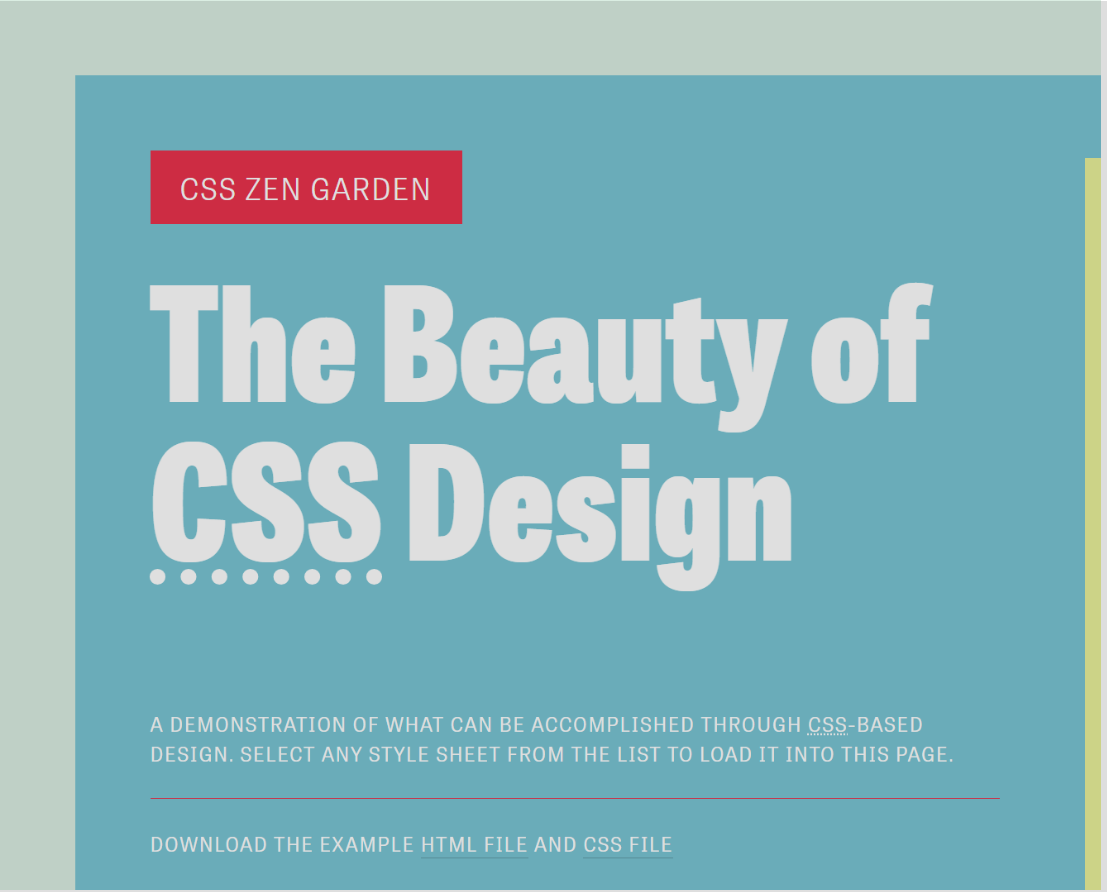 CSS ZEN GARDEN
The Beauty of
CSS Design
A DEMONSTRATION OF WHAT CAN BE ACCOMPLISHED THROUGH CSS-BASED
DESIGN. SELECT ANY STYLE SHEET FROM THE LIST TO LOAD IT INTO THIS PAGE.
DOWNLOAD THE EXAMPLE HTML FILE AND CSS FILE